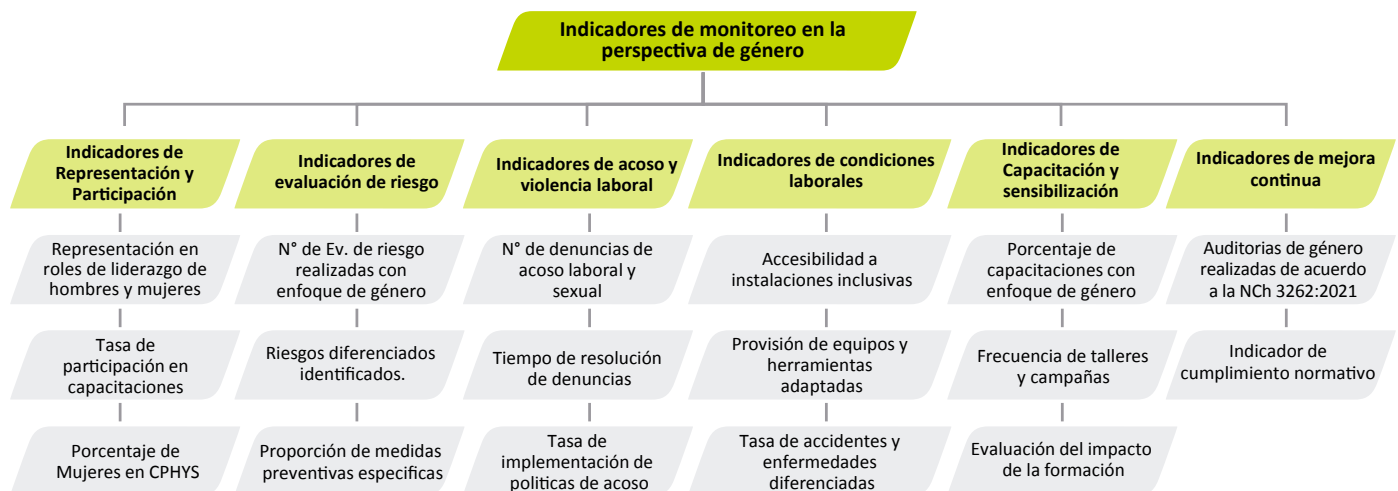 Indicadores de monitoreo en la
perspectiva de género
Indicadores de
Representación y
Participación
Indicadores de
evaluación de riesgo
Indicadores de acoso y
violencia laboral
Indicadores de condiciones
laborales
Indicadores de
Capacitación y
sensibilización
Indicadores de mejora
continua
Representación en
roles de liderazgo de
hombres y mujeres
N° de Ev. de riesgo
realizadas con
enfoque de género
N° de denuncias de
acoso laboral y
sexual
Accesibilidad a
instalaciones inclusivas
Porcentaje de
capacitaciones con
enfoque de género
Auditorias de género
realizadas de acuerdo
a la NCh 3262:2021
Tasa de
participación en
capacitaciones
Riesgos diferenciados
identificados.
Tiempo de resolución
de denuncias
Provisión de equipos y
herramientas
adaptadas
Frecuencia de talleres
y campañas
Indicador de
cumplimiento normativo
Porcentaje de
Mujeres en CPHYS
Proporción de medidas
preventivas especificas
Tasa de
implementación de
politicas de acoso
Tasa de accidentes y
enfermedades
diferenciadas
Evaluación del impacto
de la formación